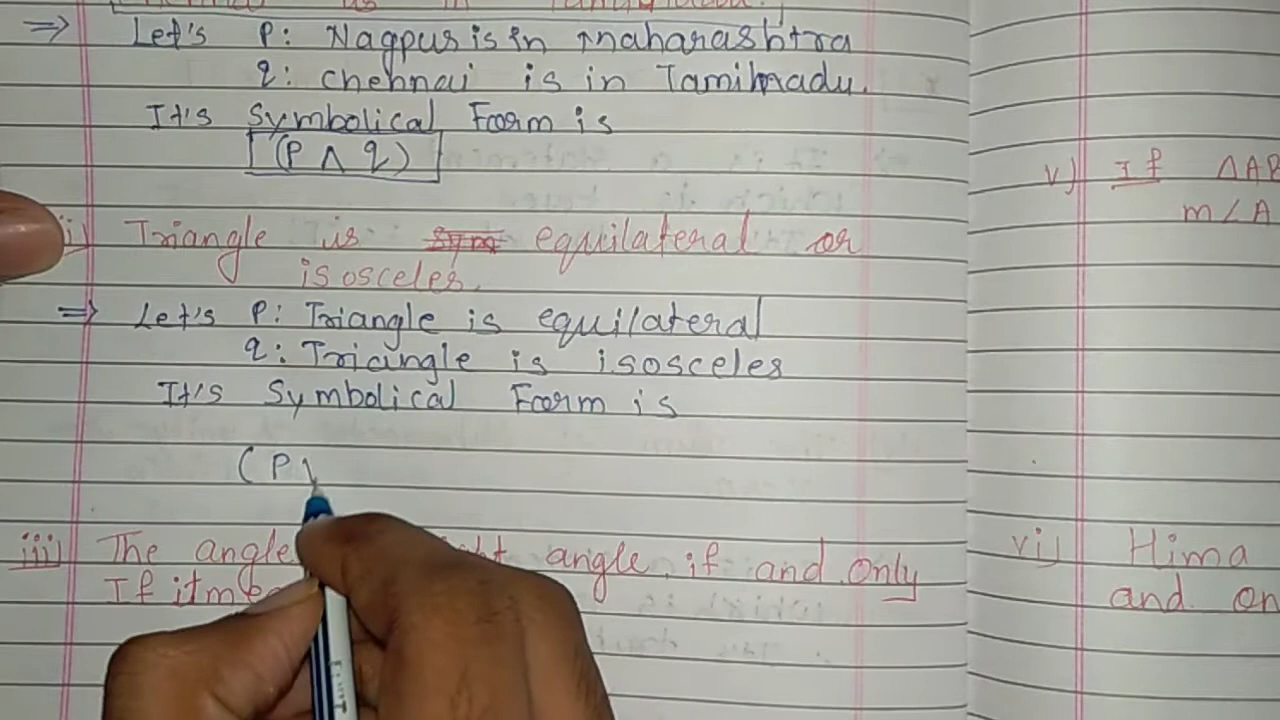 ⇒ Let's P: Nagpur is in Maharashtra
q: chennai is in Tamilnadu.
It's Symbolical Form is
(P ∧ q)
ii) Triangle is equilateral or
isosceles.
⇒ Let's P: Triangle is equilateral
q: Triangle is isosceles
It's Symbolical Form is
(P \
iii) The angle angle if and only
If it
v) If ΔAB
m∠A
vi) Hima
and on